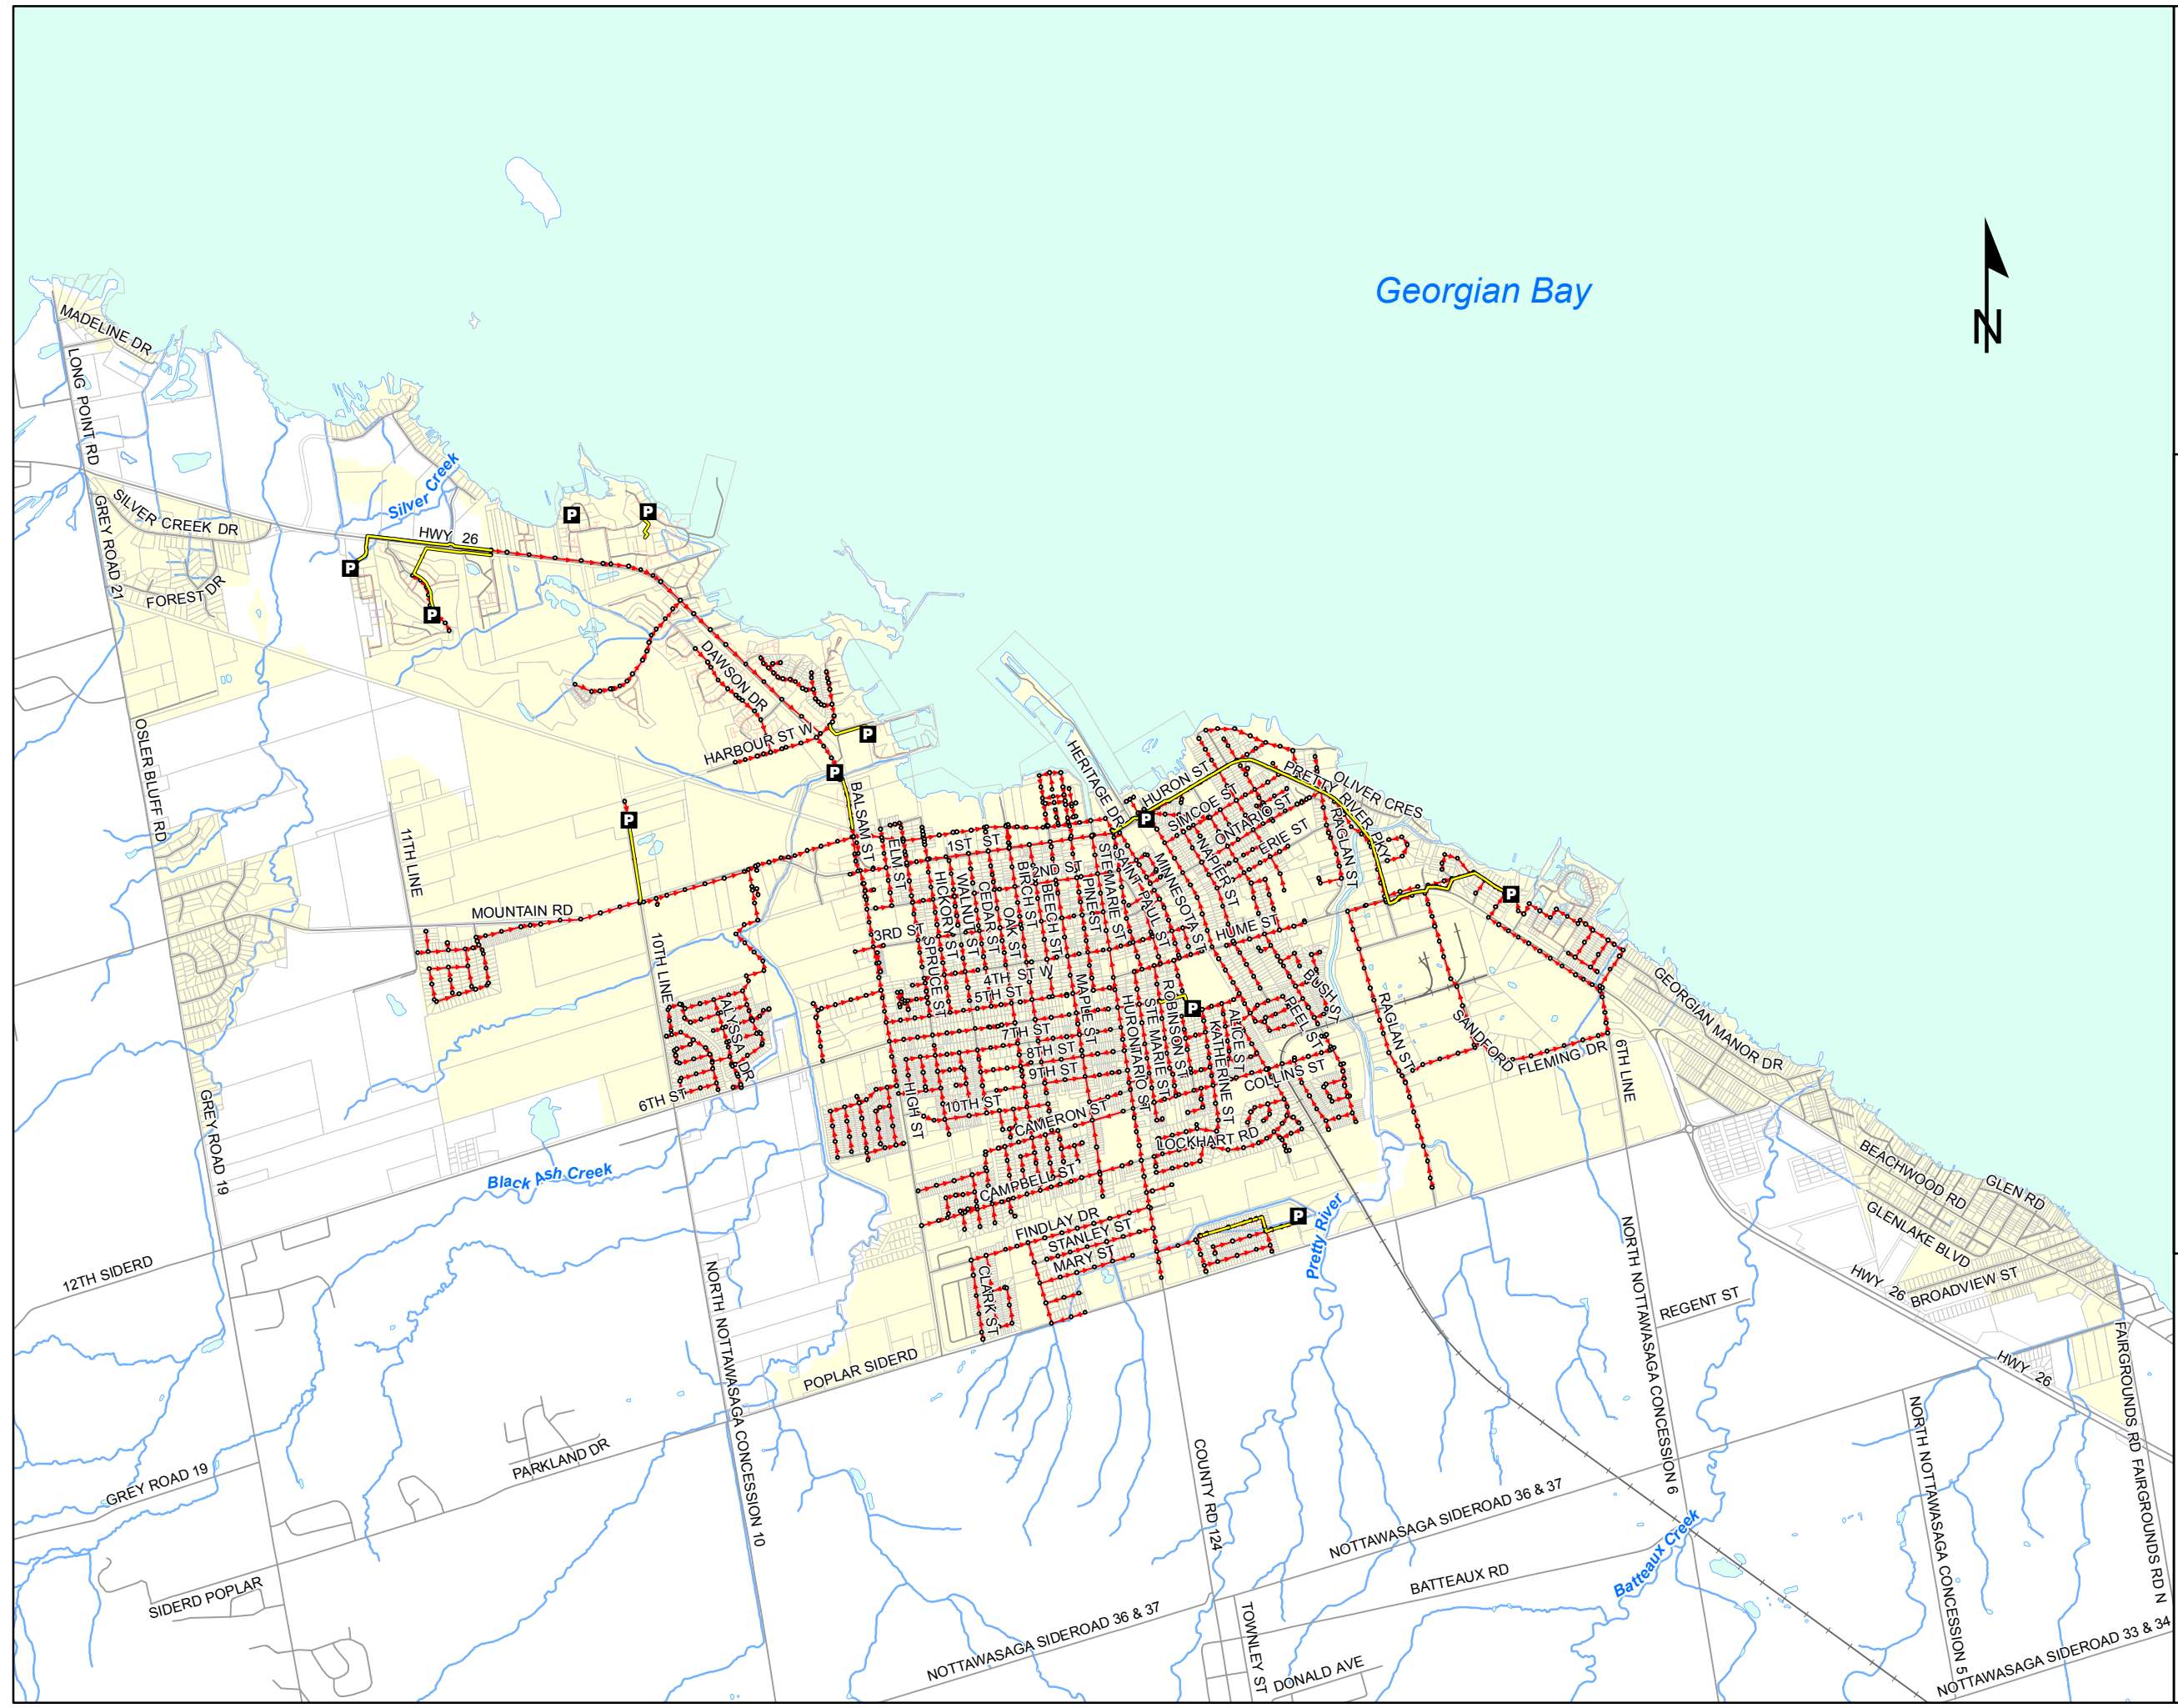 Georgian Bay
N
MADELINE DR
LONG POINT RD
Silver Creek
SILVER CREEK DR
HWY 26
GREY ROAD 21
FOREST DR
P
P
P
P
DAWSON DR
HARBOUR ST W
P
P
P
P
P
P
P
OSLER BLUFF RD
11TH LINE
MOUNTAIN RD
10TH LINE
BALSAM ST
HERITAGE DR
HURON ST
PRETTY RIVER PKY
OLIVER CRES
SIMCOE ST
ONTARIO ST
ERIE ST
NAPIER ST
RAGLAN ST
1ST ST
ELM ST
2ND ST
HICKORY ST
WALNUT ST
CEDAR ST
OAK ST
BIRCH ST
BEECH ST
PINE ST
STE MARIE ST
SAINT PAUL ST
MINNESOTA ST
HUME ST
3RD ST
SPRUCE ST
4TH ST W
5TH ST
MAPLE ST
7TH ST
8TH ST
9TH ST
10TH ST
HURONTARIO ST
STE MARIE ST
ROBINSON ST
KATHERINE ST
ALICE ST
PEEL ST
BUSH ST
COLLINS ST
RAGLAN ST
SANDFORD
FLEMING DR
6TH LINE
GEORGIAN MANOR DR
BEACHWOOD RD
GLEN RD
GLENLAKE BLVD
BROADVIEW ST
HWY 26
HWY 26
ALYSSA DR
6TH ST
HIGH ST
CAMERON ST
LOCKHART RD
CAMPBELL ST
FINDLAY DR
STANLEY ST
MARY ST
CLARK ST
Pretty River
Black Ash Creek
GREY ROAD 19
12TH SIDERD
POPLAR SIDERD
NORTH NOTTAWASAGA CONCESSION 10
PARKLAND DR
GREY ROAD 19
SIDERD POPLAR
NORTH NOTTAWASAGA CONCESSION 6
REGENT ST
FAIRGROUNDS RD
FAIRGROUNDS RD N
NORTH NOTTAWASAGA CONCESSION 5
COUNTY RD 124
NOTTAWASAGA SIDEROAD 36 & 37
BATTEAUX RD
Batteaux Creek
NOTTAWASAGA SIDEROAD 36 & 37
TOWNLEY ST
DONALD AVE
NOTTAWASAGA SIDEROAD 33 & 34